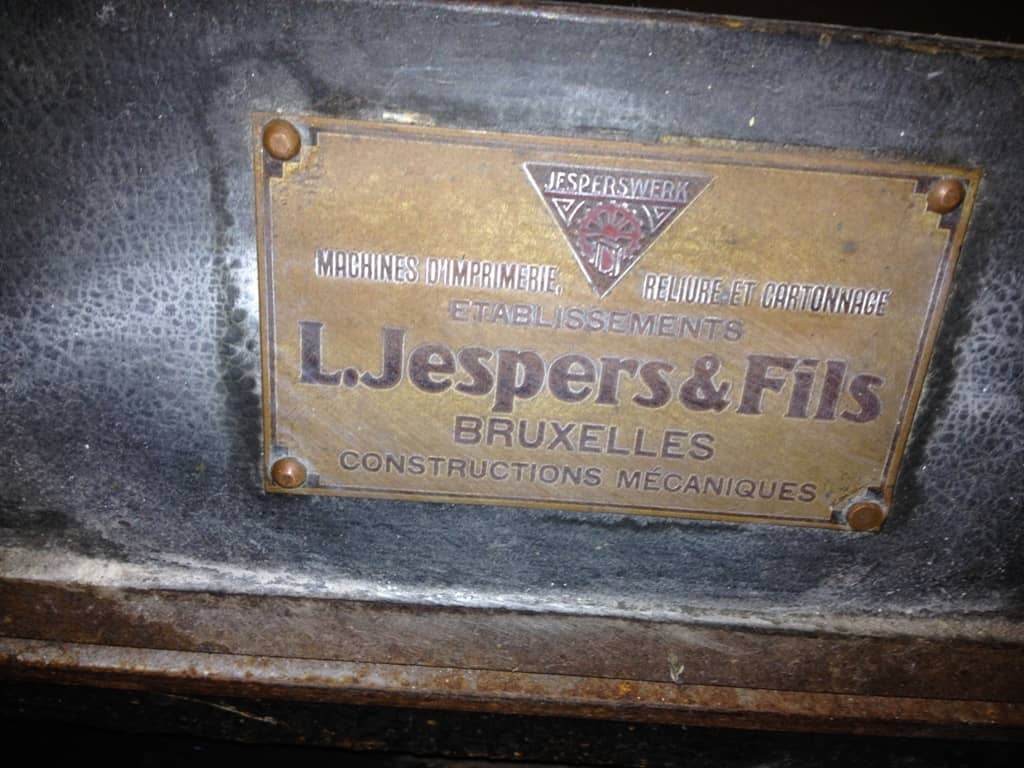 JESPERSWERK
MACHINES D'IMPRIMERIE, RELIURE ET CARTONNAGE
ETABLISSEMENTS
L.Jespers&Fils
BRUXELLES
CONSTRUCTIONS MÉCANIQUES